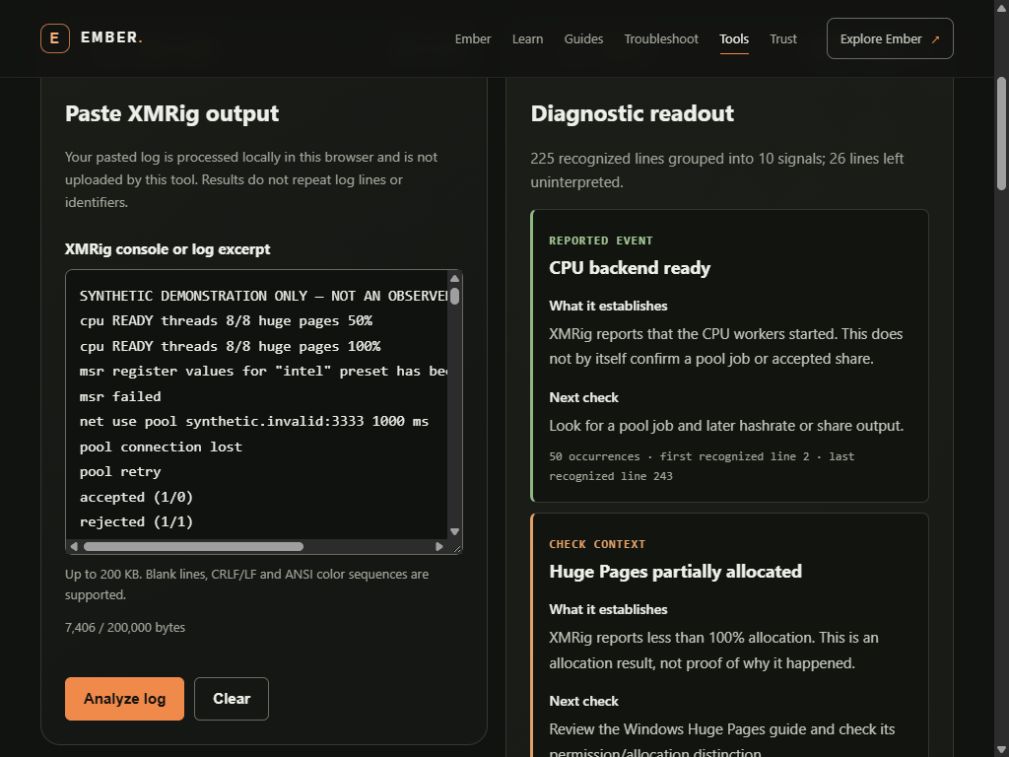 E EMBER.
Ember Learn Guides Troubleshoot Tools Trust Explore Ember ↗
Paste XMRig output
Your pasted log is processed locally in this browser and is not
uploaded by this tool. Results do not repeat log lines or
identifiers.
XMRig console or log excerpt
SYNTHETIC DEMONSTRATION ONLY — NOT AN OBSERVE
cpu READY threads 8/8 huge pages 50%
cpu READY threads 8/8 huge pages 100%
msr register values for "intel" preset has be
msr failed
net use pool synthetic.invalid:3333 1000 ms
pool connection lost
pool retry
accepted (1/0)
rejected (1/1)
Up to 200 KB. Blank lines, CRLF/LF and ANSI color sequences are
supported.
7,406 / 200,000 bytes
Analyze log Clear
Diagnostic readout
225 recognized lines grouped into 10 signals; 26 lines left
uninterpreted.
REPORTED EVENT
CPU backend ready
What it establishes
XMRig reports that the CPU workers started. This does
not by itself confirm a pool job or accepted share.
Next check
Look for a pool job and later hashrate or share output.
50 occurrences · first recognized line 2 · last
recognized line 243
CHECK CONTEXT
Huge Pages partially allocated
What it establishes
XMRig reports less than 100% allocation. This is an
allocation result, not proof of why it happened.
Next check
Review the Windows Huge Pages guide and check its
permission/allocation distinction.